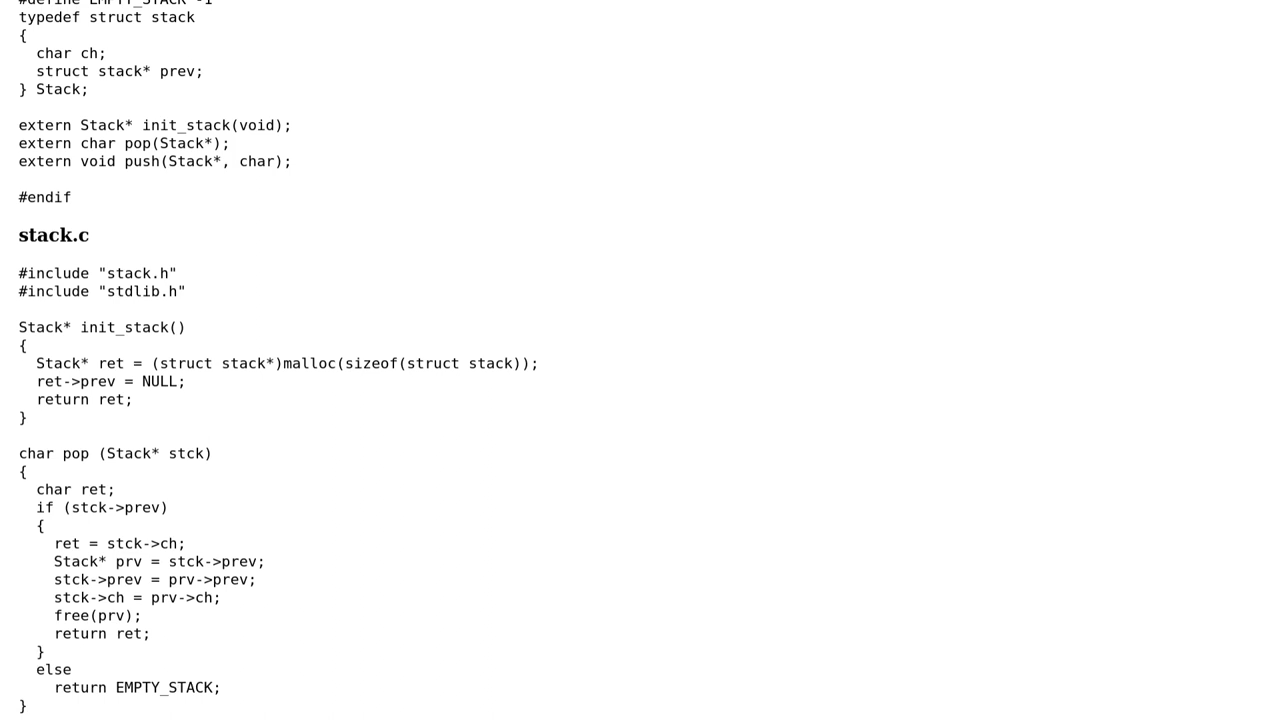 #define EMPTY_STACK -1
typedef struct stack
{
  char ch;
  struct stack* prev;
} Stack;

extern Stack* init_stack(void);
extern char pop(Stack*);
extern void push(Stack*, char);

#endif
stack.c
#include "stack.h"
#include "stdlib.h"

Stack* init_stack()
{
  Stack* ret = (struct stack*)malloc(sizeof(struct stack));
  ret->prev = NULL;
  return ret;
}

char pop (Stack* stck)
{
  char ret;
  if (stck->prev)
  {
    ret = stck->ch;
    Stack* prv = stck->prev;
    stck->prev = prv->prev;
    stck->ch = prv->ch;
    free(prv);
    return ret;
  }
  else
    return EMPTY_STACK;
}